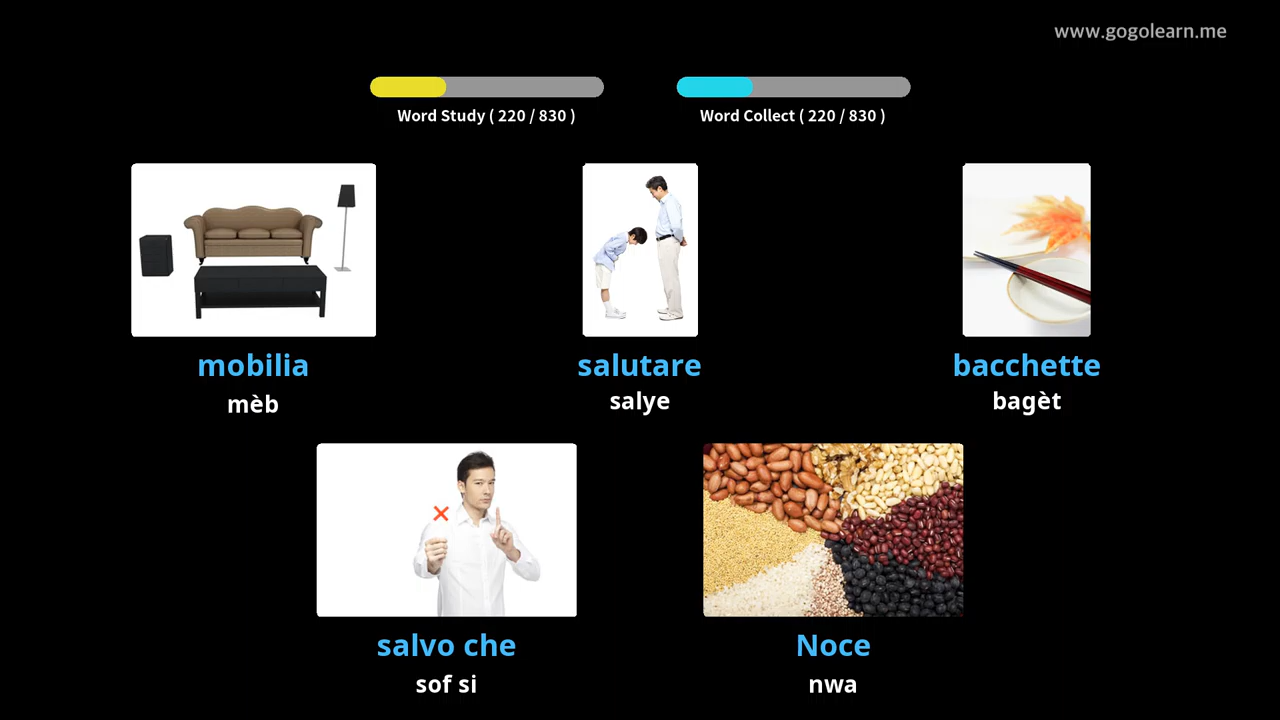 www.gogolearn.me
Word Study ( 220 / 830 )
Word Collect ( 220 / 830 )
mobilia
mèb
salutare
salye
bacchette
bagèt
salvo che
sof si
Noce
nwa